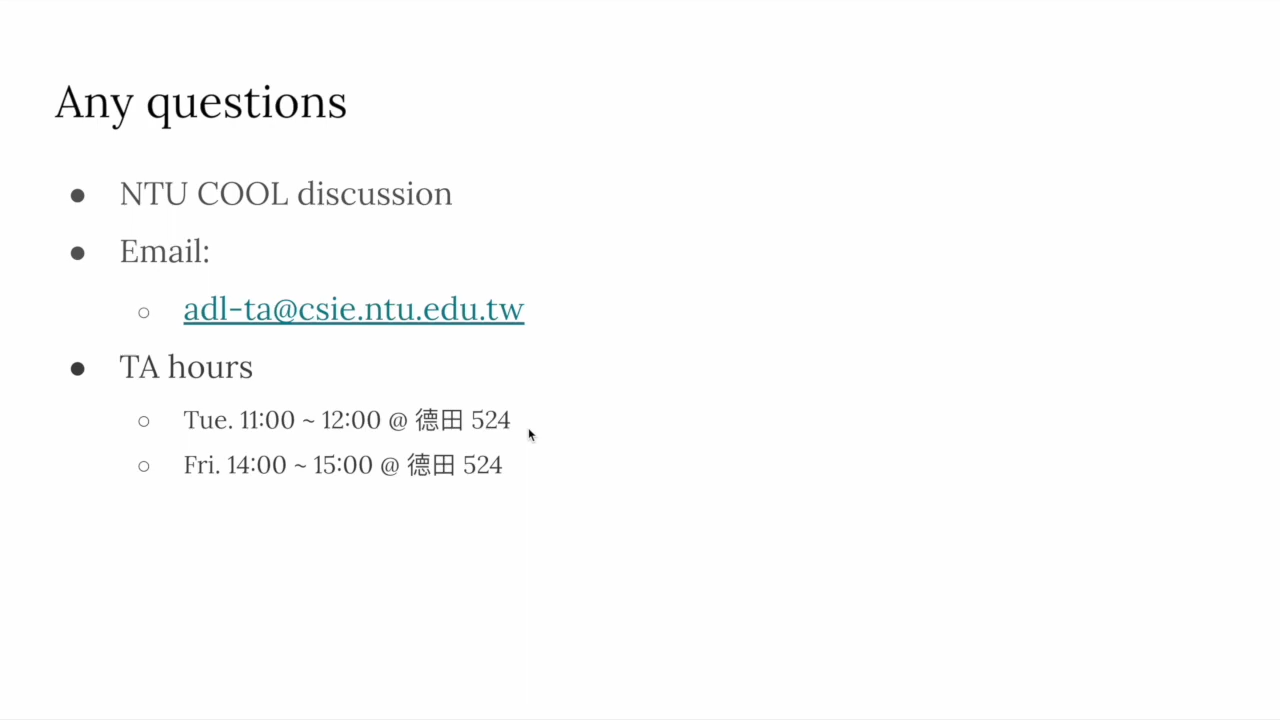 Any questions
● NTU COOL discussion
● Email:
○ adl-ta@csie.ntu.edu.tw
● TA hours
○ Tue. 11:00 ~ 12:00 @ 德田 524
○ Fri. 14:00 ~ 15:00 @ 德田 524